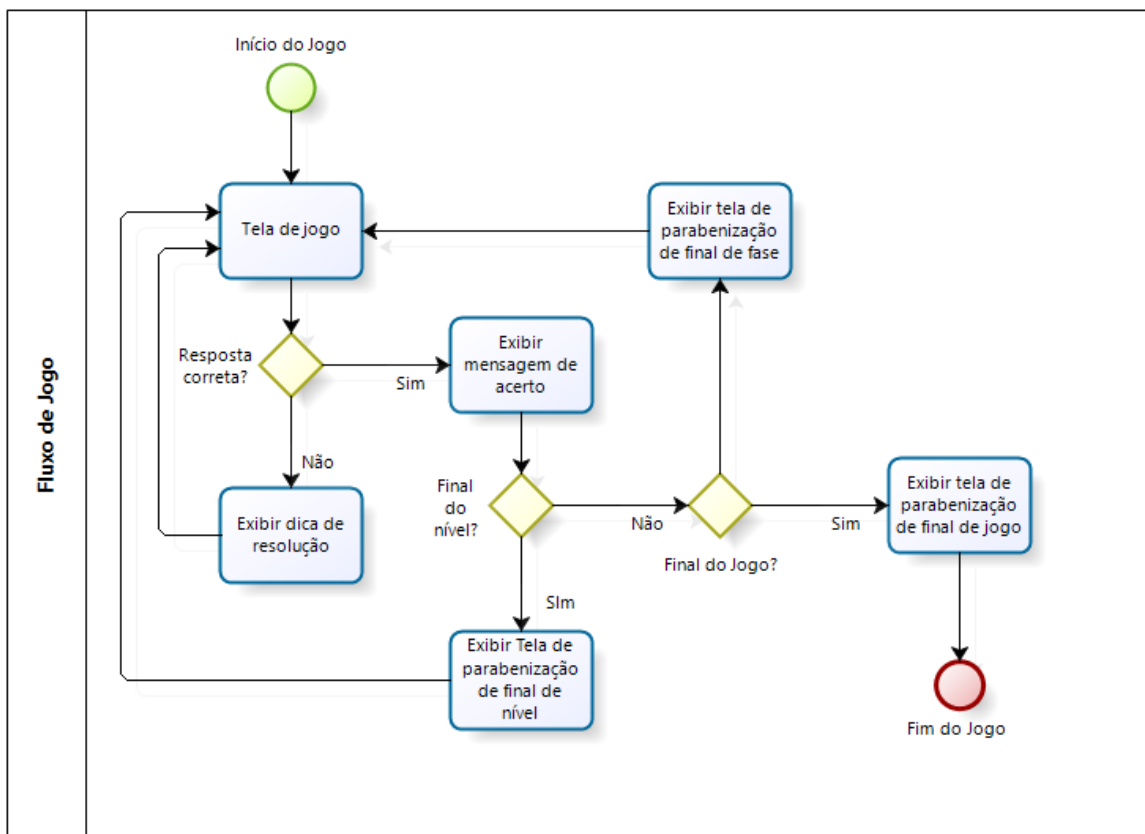 Fluxo de Jogo
Início do Jogo
Tela de jogo
Exibir tela de
parabenização
de final de fase
Resposta
correta?
Sim
Exibir
mensagem de
acerto
Não
Exibir dica de
resolução
Final
do
nível?
Não
Final do Jogo?
Sim
Exibir tela de
parabenização
de final de jogo
SIm
Exibir Tela de
parabenização
de final de
nível
Fim do Jogo